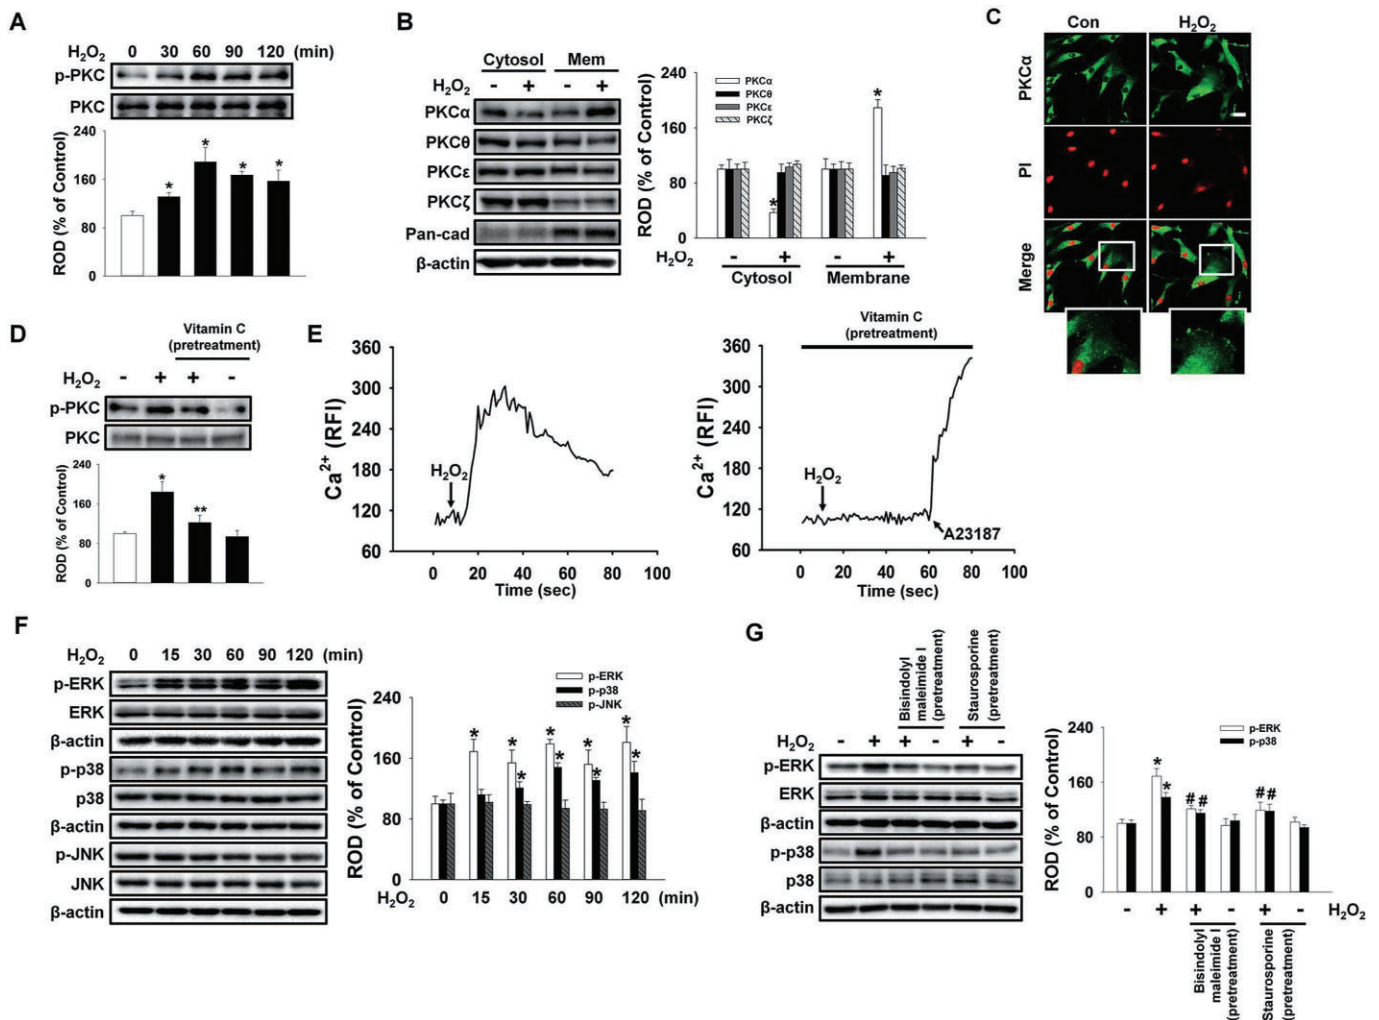 A
H₂O₂ 0 30 60 90 120 (min)
p-PKC
PKC
ROD (% of Control)
240
160
80
0
* * * *
B
Cytosol Mem
H₂O₂ - + - +
PKCα
PKCθ
PKCε
PKCζ
Pan-cad
β-actin
ROD (% of Control)
240
160
80
0
PKCα
PKCθ
PKCε
PKCζ
* *
H₂O₂ - + - +
Cytosol Membrane
C
Con H₂O₂
PKCα
PI
Merge
D
Vitamin C
(pretreatment)
H₂O₂ - + + -
p-PKC
PKC
ROD (% of Control)
240
160
80
0
* **
E
Ca²⁺ (RFI)
360
300
240
180
120
60
H₂O₂
0 20 40 60 80 100
Time (sec)
Vitamin C
(pretreatment)
Ca²⁺ (RFI)
360
300
240
180
120
60
H₂O₂
A23187
0 20 40 60 80 100
Time (sec)
F
H₂O₂ 0 15 30 60 90 120 (min)
p-ERK
ERK
β-actin
p-p38
p38
β-actin
p-JNK
JNK
β-actin
ROD (% of Control)
240
160
80
0
p-ERK
p-p38
p-JNK
* * * * * * * * *
H₂O₂ 0 15 30 60 90 120 (min)
G
Bisindolyl
maleimide I
(pretreatment)
Staurosporine
(pretreatment)
H₂O₂ - + + - + -
p-ERK
ERK
β-actin
p-p38
p38
β-actin
ROD (% of Control)
240
160
80
0
p-ERK
p-p38
* * # # # #
- + + - + - H₂O₂
Bisindolyl
maleimide I
(pretreatment)
Staurosporine
(pretreatment)